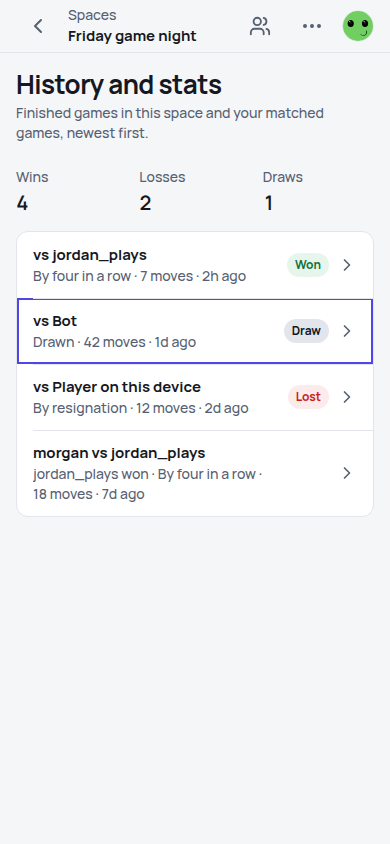 Spaces
Friday game night
History and stats
Finished games in this space and your matched
games, newest first.
Wins
Losses
Draws
4
2
1
vs jordan_plays
By four in a row · 7 moves · 2h ago
Won
vs Bot
Drawn · 42 moves · 1d ago
Draw
vs Player on this device
By resignation · 12 moves · 2d ago
Lost
morgan vs jordan_plays
jordan_plays won · By four in a row ·
18 moves · 7d ago